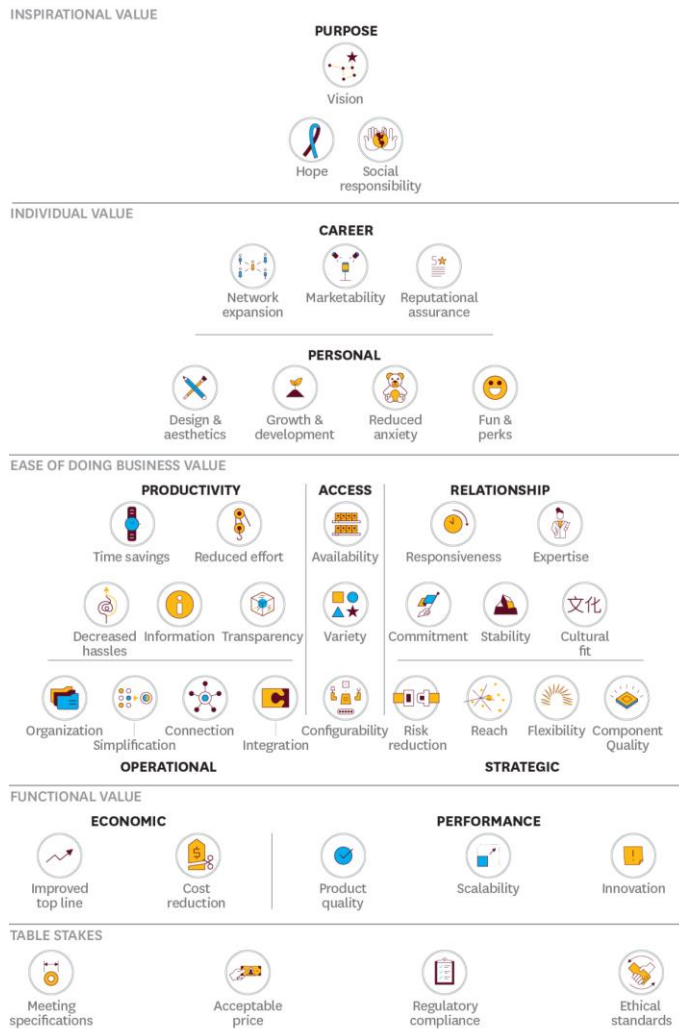 INSPIRATIONAL VALUE
PURPOSE
Vision
Hope
Social
responsibility
INDIVIDUAL VALUE
CAREER
Network
expansion
Marketability
Reputational
assurance
5
PERSONAL
Design &
aesthetics
Growth &
development
Reduced
anxiety
Fun &
perks
EASE OF DOING BUSINESS VALUE
PRODUCTIVITY
Time savings
Reduced effort
Decreased
hassles
i
Information
Transparency
Organization
Simplification
Connection
Integration
OPERATIONAL
ACCESS
Availability
Variety
Configurability
RELATIONSHIP
Responsiveness
Expertise
Commitment
Stability
文化
Cultural
fit
Risk
reduction
Reach
Flexibility
Component
Quality
STRATEGIC
FUNCTIONAL VALUE
ECONOMIC
Improved
top line
$
Cost
reduction
PERFORMANCE
Product
quality
Scalability
!
Innovation
TABLE STAKES
Meeting
specifications
Acceptable
price
Regulatory
compliance
Ethical
standards